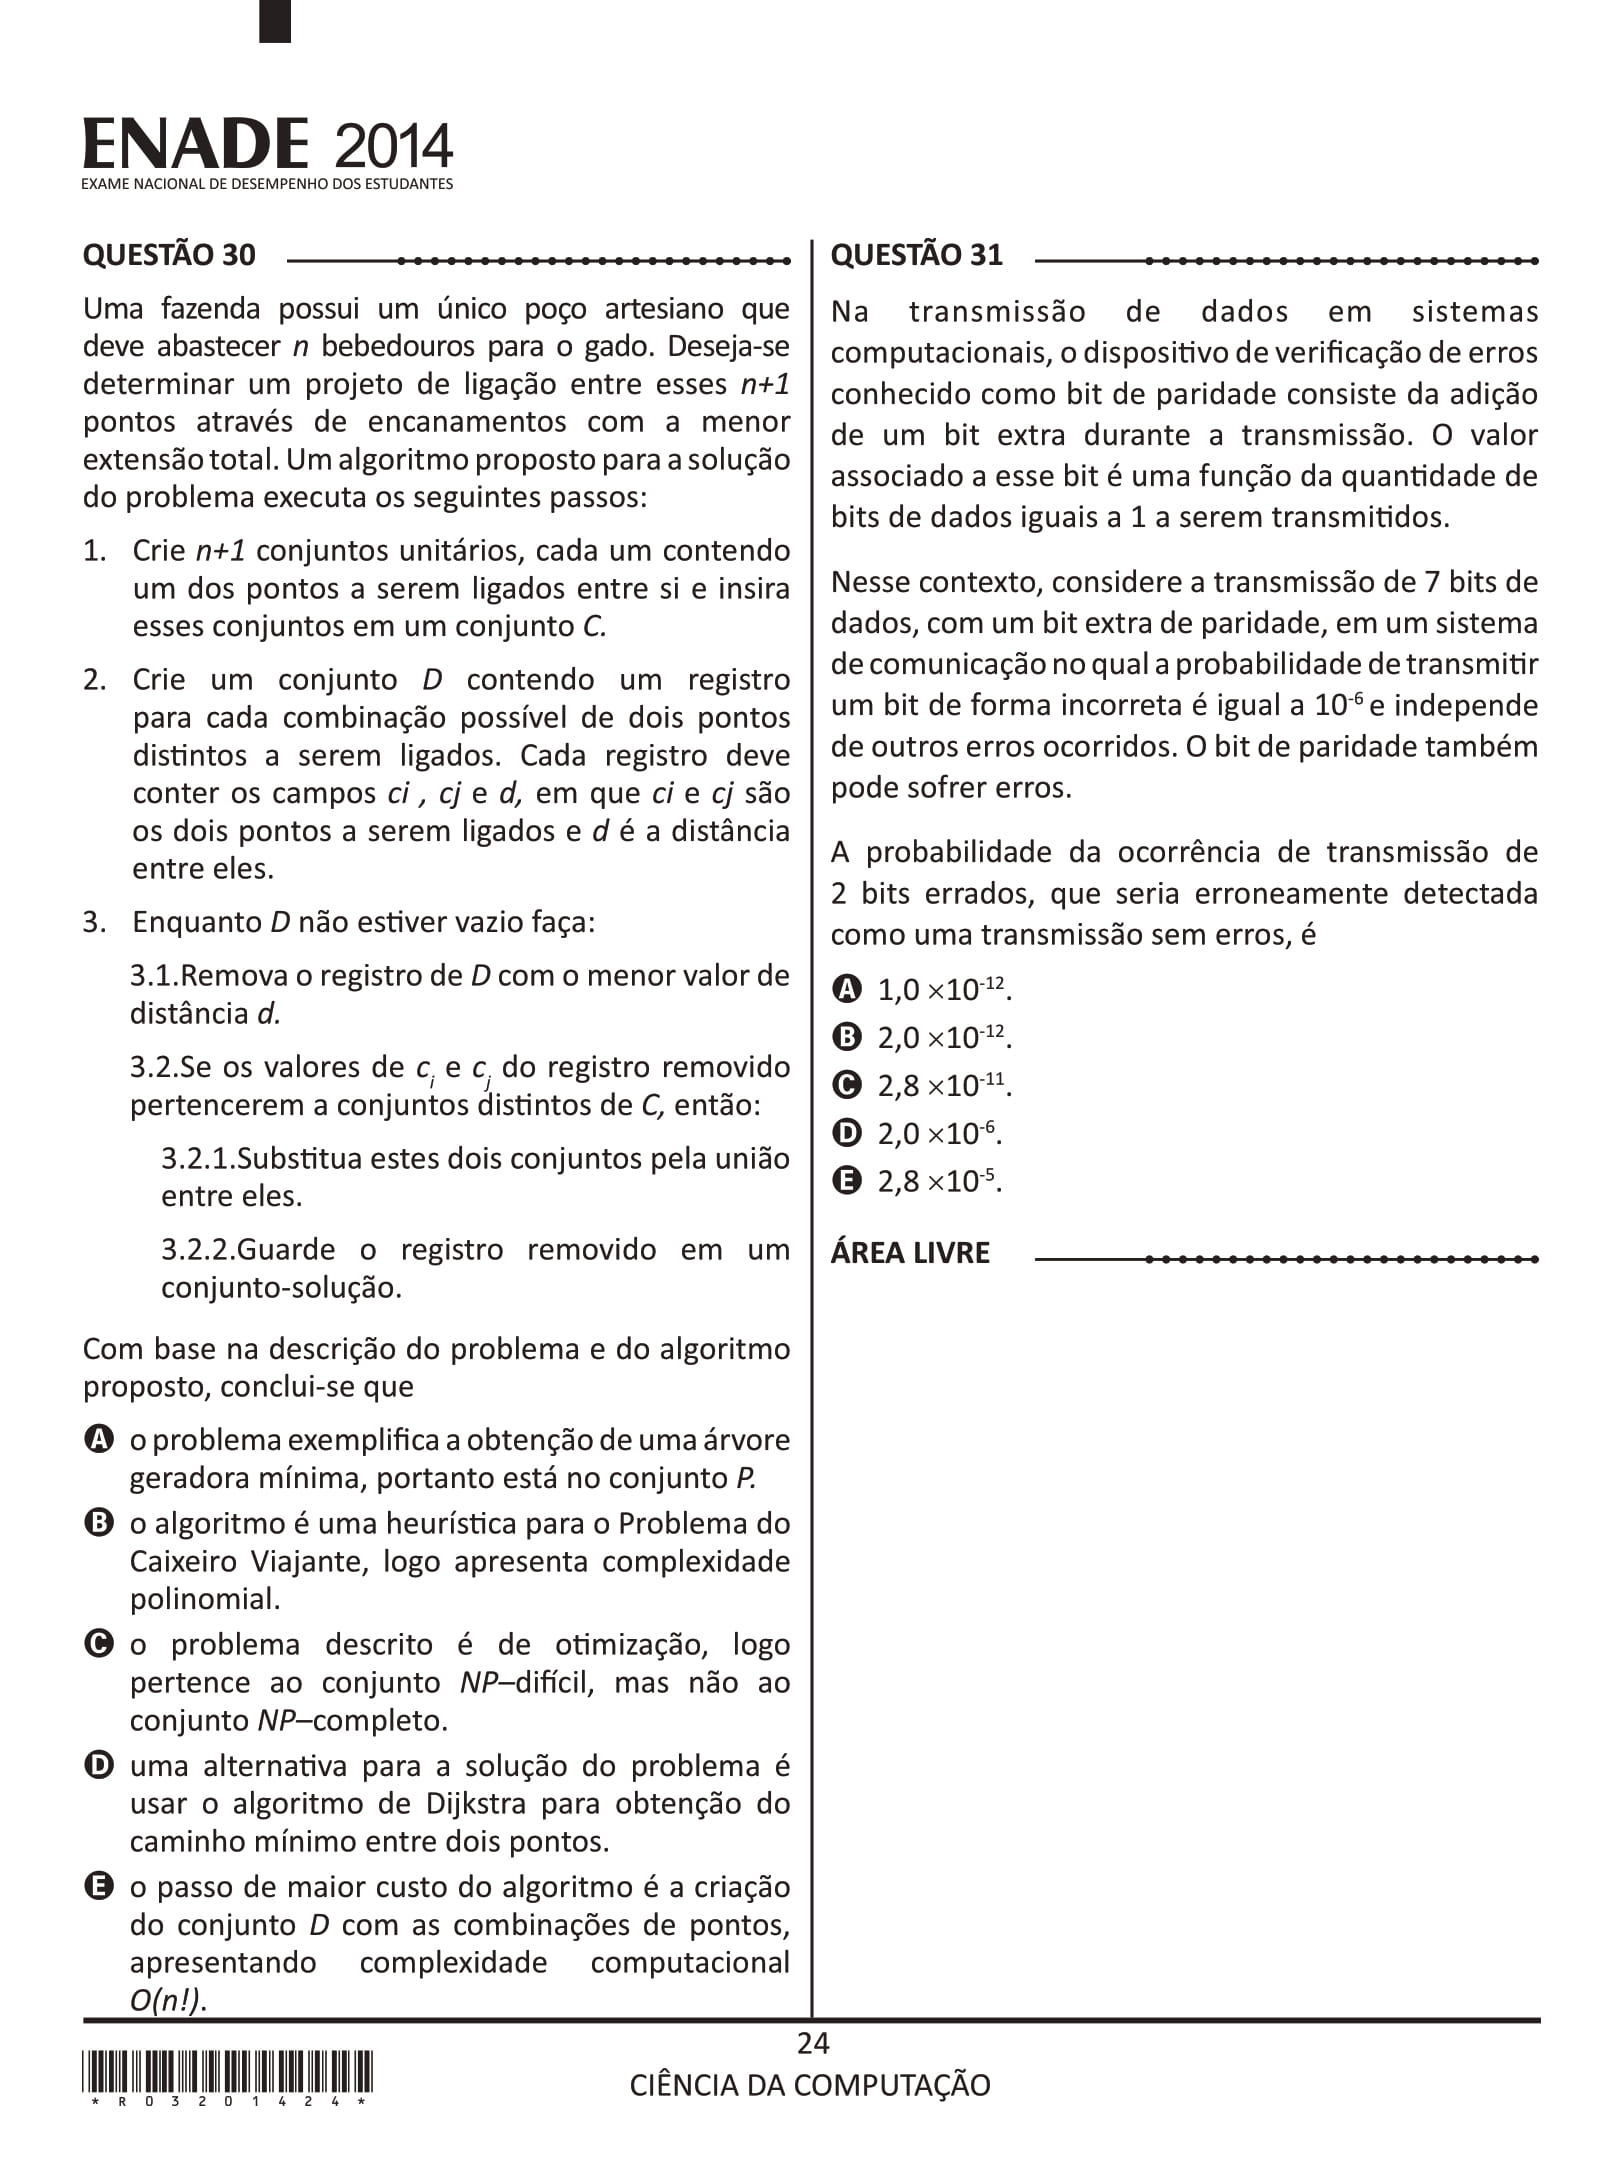 ENADE 2014
EXAME NACIONAL DE DESEMPENHO DOS ESTUDANTES
QUESTÃO 30
Uma fazenda possui um único poço artesiano que
deve abastecer n bebedouros para o gado. Deseja-se
determinar um projeto de ligação entre esses n+1
pontos através de encanamentos com a menor
extensão total. Um algoritmo proposto para a solução
do problema executa os seguintes passos:
1. Crie n+1 conjuntos unitários, cada um contendo
um dos pontos a serem ligados entre si e insira
esses conjuntos em um conjunto C.
2. Crie um conjunto D contendo um registro
para cada combinação possível de dois pontos
distintos a serem ligados. Cada registro deve
conter os campos ci , cj e d, em que ci e cj são
os dois pontos a serem ligados e d é a distância
entre eles.
3. Enquanto D não estiver vazio faça:
3.1.Remova o registro de D com o menor valor de
distância d.
3.2.Se os valores de ci e cj do registro removido
pertencerem a conjuntos distintos de C, então:
3.2.1.Substitua estes dois conjuntos pela união
entre eles.
3.2.2.Guarde o registro removido em um
conjunto-solução.
Com base na descrição do problema e do algoritmo
proposto, conclui-se que
A o problema exemplifica a obtenção de uma árvore
geradora mínima, portanto está no conjunto P.
B o algoritmo é uma heurística para o Problema do
Caixeiro Viajante, logo apresenta complexidade
polinomial.
C o problema descrito é de otimização, logo
pertence ao conjunto NP–difícil, mas não ao
conjunto NP–completo.
D uma alternativa para a solução do problema é
usar o algoritmo de Dijkstra para obtenção do
caminho mínimo entre dois pontos.
E o passo de maior custo do algoritmo é a criação
do conjunto D com as combinações de pontos,
apresentando complexidade computacional
O(n!).
QUESTÃO 31
Na transmissão de dados em sistemas
computacionais, o dispositivo de verificação de erros
conhecido como bit de paridade consiste da adição
de um bit extra durante a transmissão. O valor
associado a esse bit é uma função da quantidade de
bits de dados iguais a 1 a serem transmitidos.
Nesse contexto, considere a transmissão de 7 bits de
dados, com um bit extra de paridade, em um sistema
de comunicação no qual a probabilidade de transmitir
um bit de forma incorreta é igual a 10⁻⁶ e independe
de outros erros ocorridos. O bit de paridade também
pode sofrer erros.
A probabilidade da ocorrência de transmissão de
2 bits errados, que seria erroneamente detectada
como uma transmissão sem erros, é
A 1,0 ×10⁻¹².
B 2,0 ×10⁻¹².
C 2,8 ×10⁻¹¹.
D 2,0 ×10⁻⁶.
E 2,8 ×10⁻⁵.
ÁREA LIVRE
24
CIÊNCIA DA COMPUTAÇÃO
* R 0 3 2 0 1 4 2 4 *